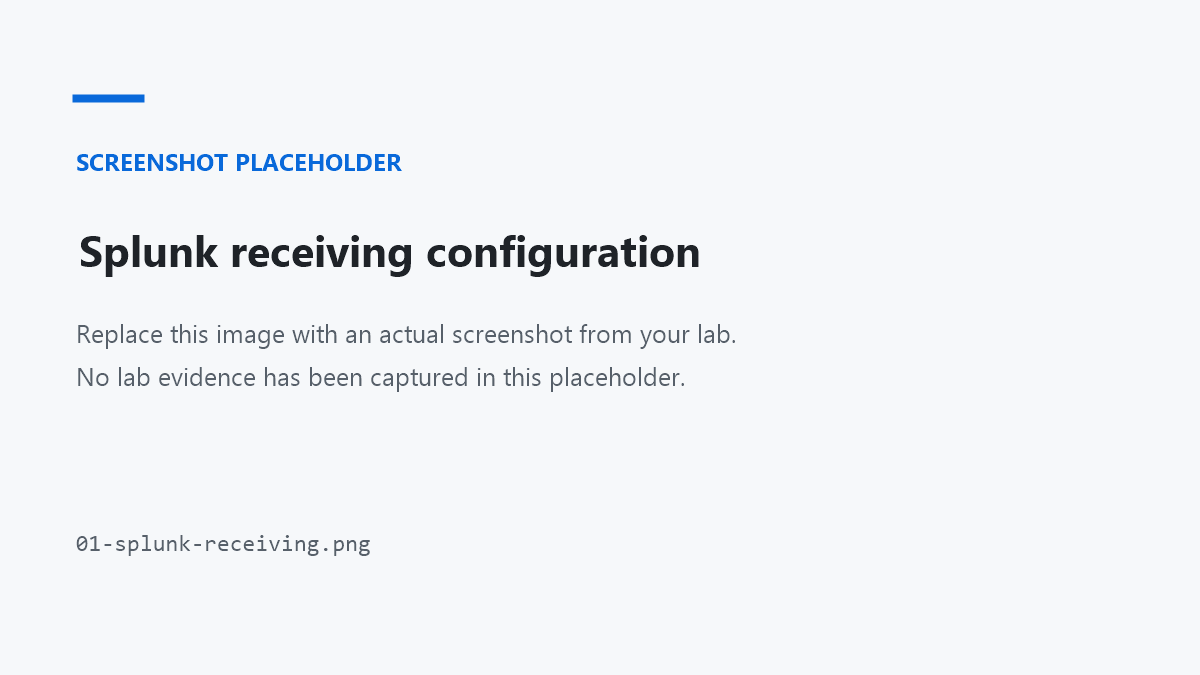 SCREENSHOT PLACEHOLDER
Splunk receiving configuration
Replace this image with an actual screenshot from your lab.
No lab evidence has been captured in this placeholder.
01-splunk-receiving.png